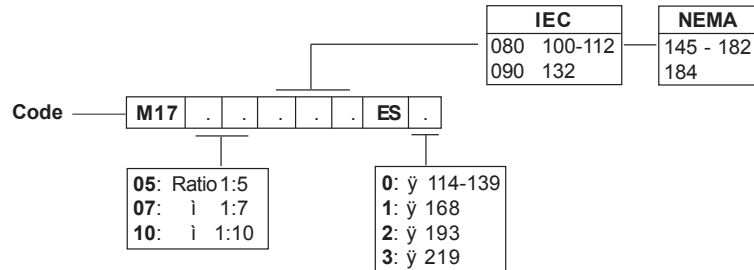 IEC
080 100-112
090 132
NEMA
145 - 182
184
Code
M17 . . . . . ES .
05: Ratio 1:5
07: ì 1:7
10: ì 1:10
0: ÿ 114-139
1: ÿ 168
2: ÿ 193
3: ÿ 219